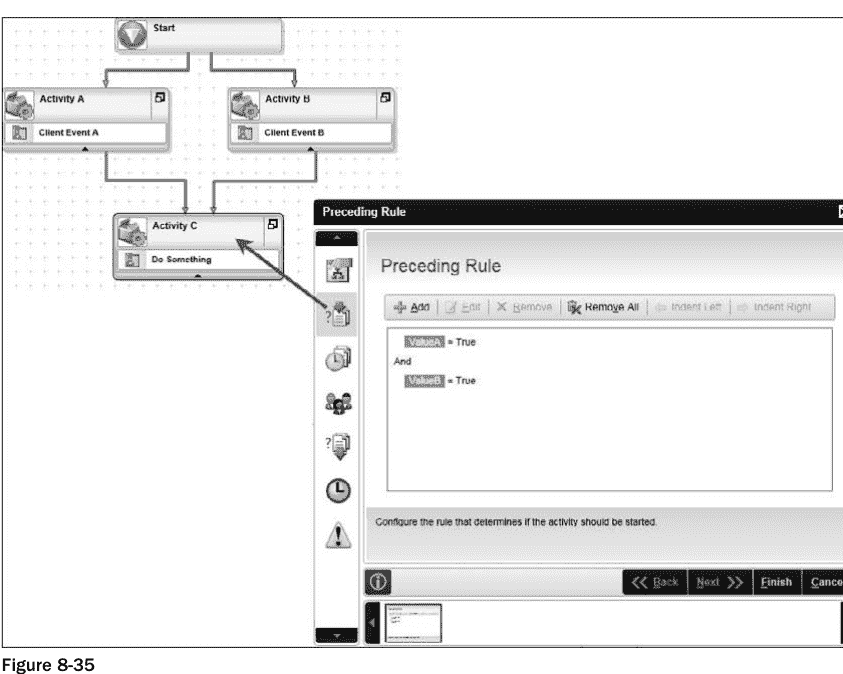 Start
Activity A
Client Event A
Activity B
Client Event B
Activity C
Do Something
Preceding Rule
Preceding Rule
Add Edit Remove Remove All Indent Left Indent Right
ValueA = True
And
ValueB = True
Configure the rule that determines if the activity should be started.
Back Next Finish Cance
Figure 8-35